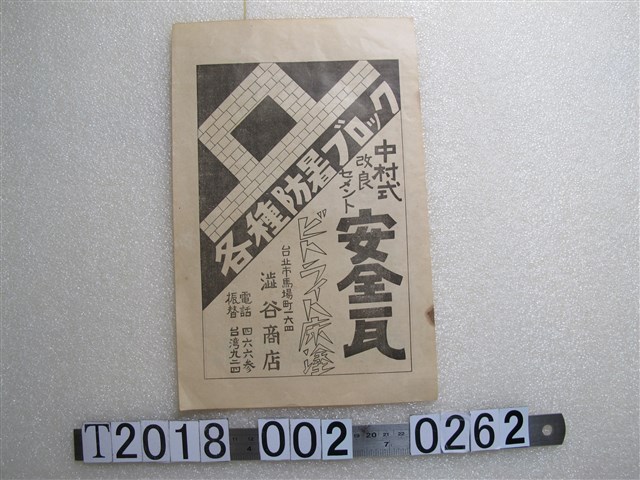 各種防暑ブロック
中村式
改良
セメント
安全瓦
ビトライト床塗
台北市馬場町一六四
澁谷商店
電話 四六六参
振替 台湾九二四
T2018 002 0262